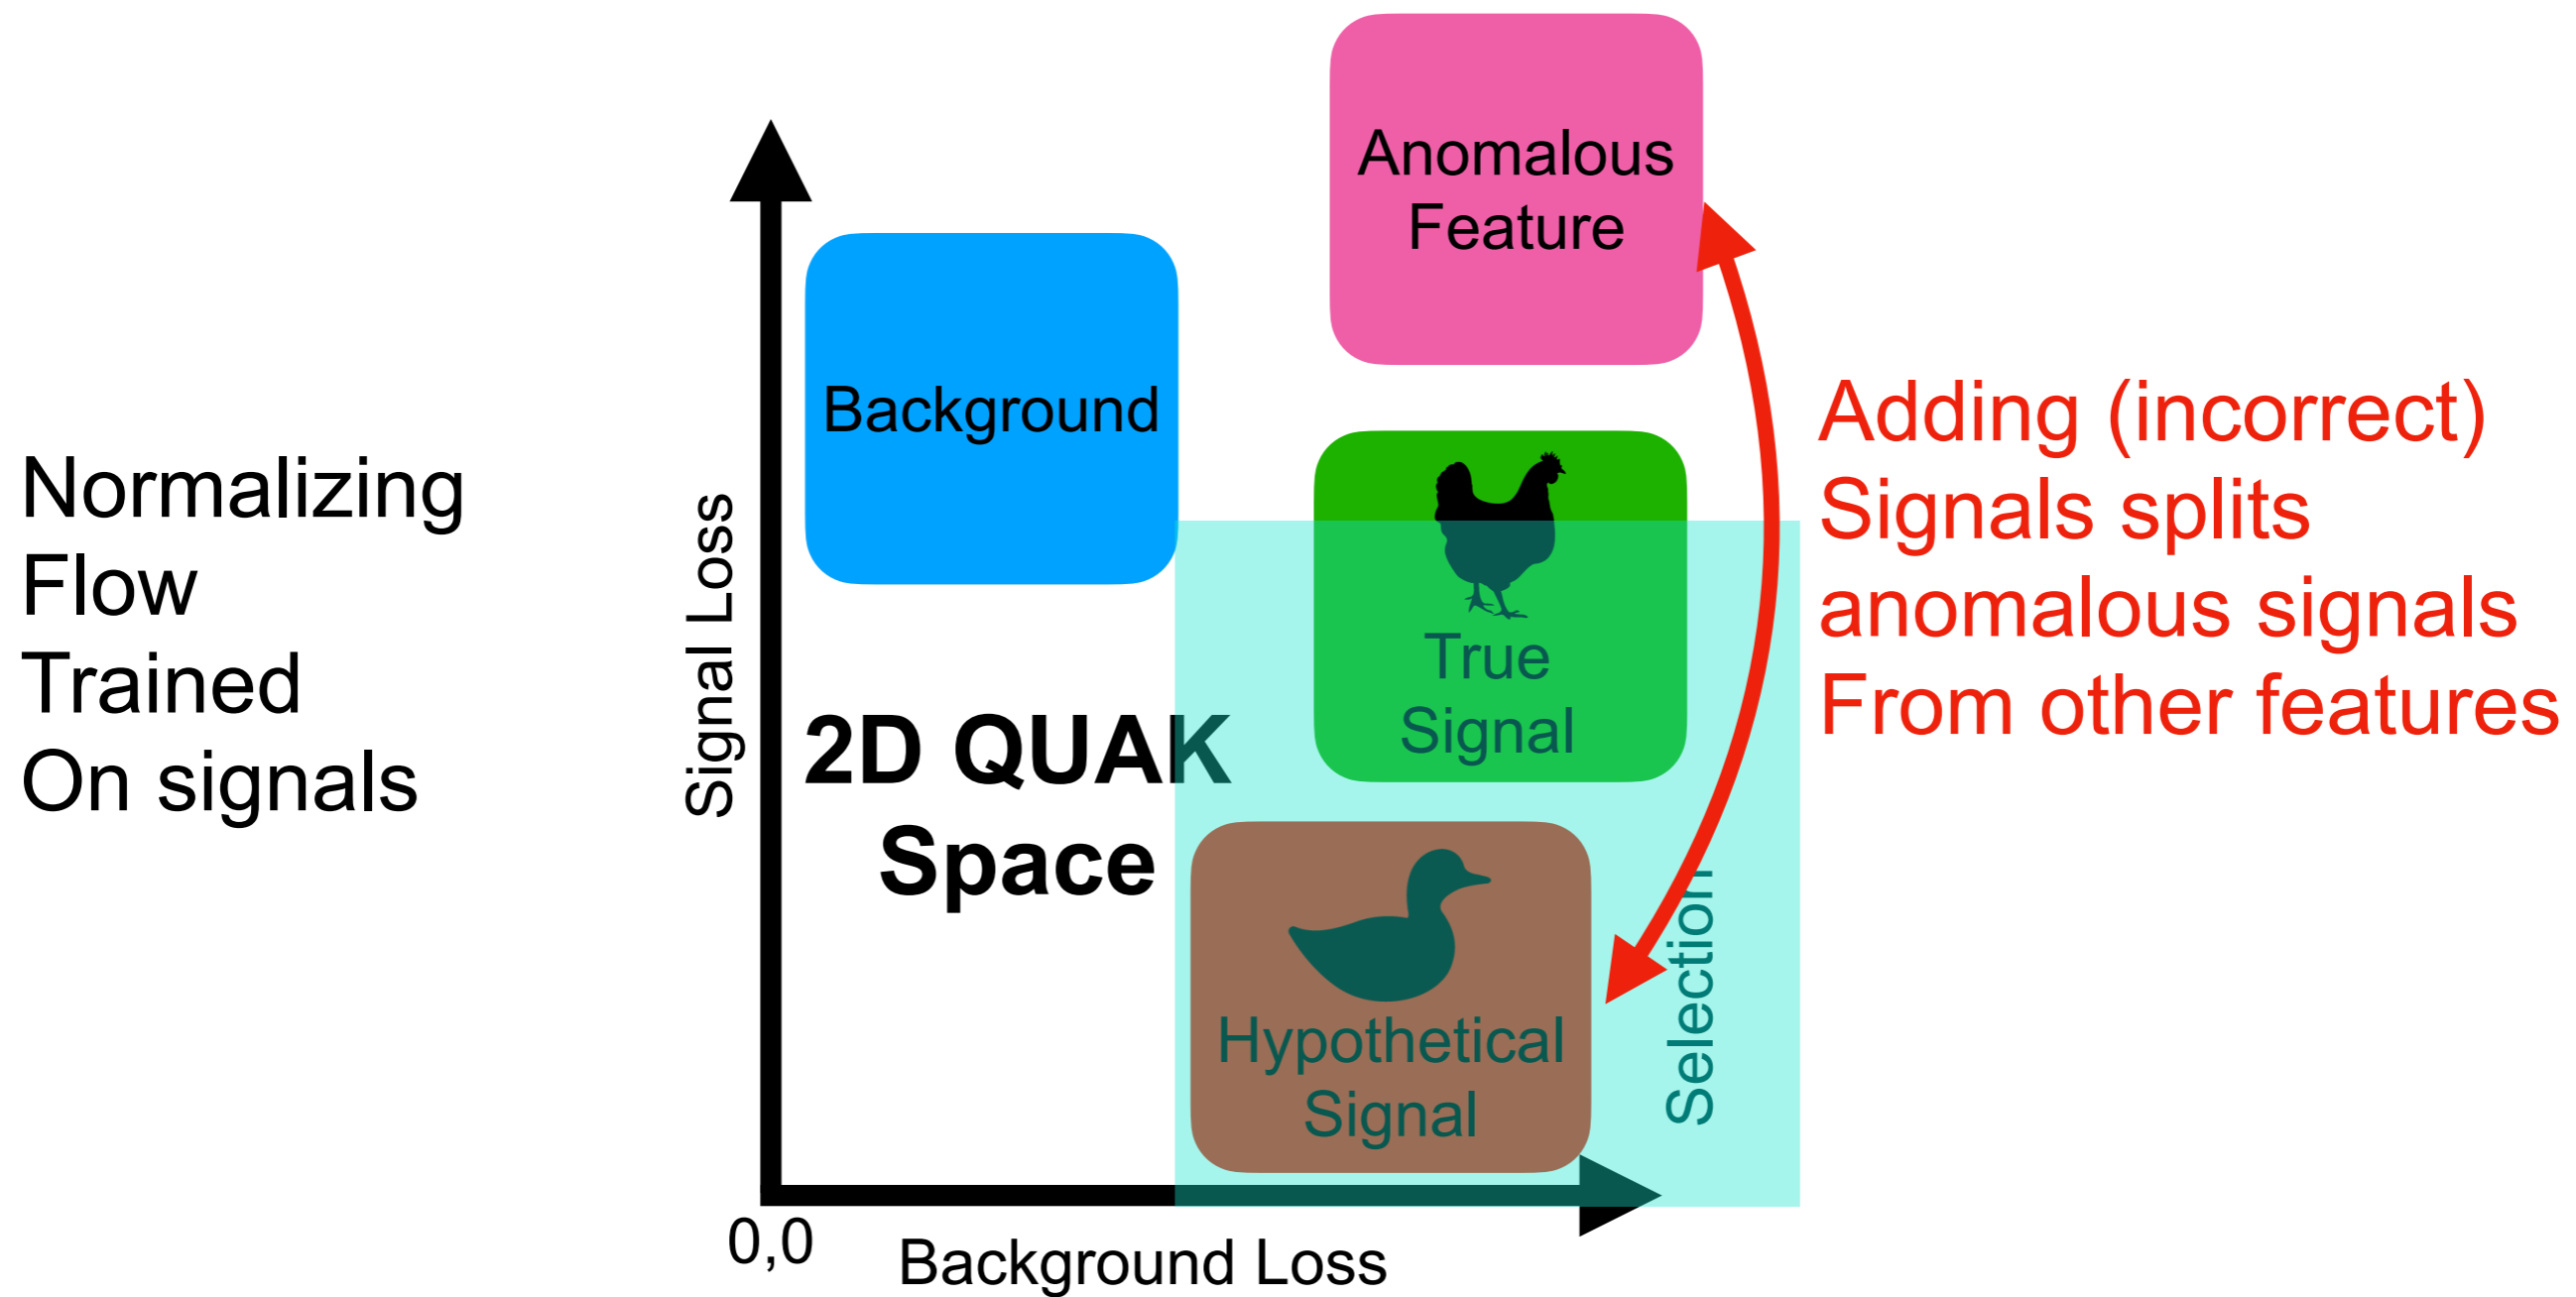 Normalizing
Flow
Trained
On signals
Signal Loss
Background
Anomalous
Feature
True
Signal
2D QUAK
Space
Hypothetical
Signal
Selection
0,0
Background Loss
Adding (incorrect)
Signals splits
anomalous signals
From other features